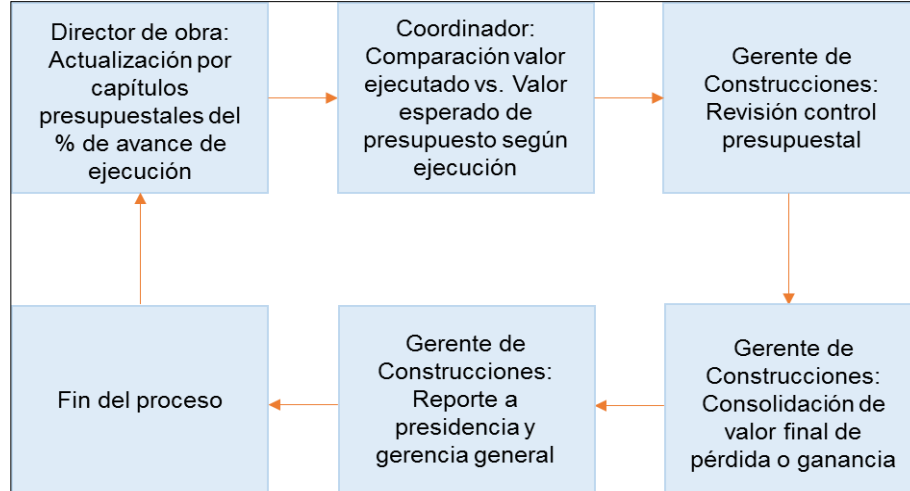 Director de obra:
Actualización por
capítulos
presupuestales del
% de avance de
ejecución
Coordinador:
Comparación valor
ejecutado vs. Valor
esperado de
presupuesto según
ejecución
Gerente de
Construcciones:
Revisión control
presupuestal
Gerente de
Construcciones:
Consolidación de
valor final de
pérdida o ganancia
Gerente de
Construcciones:
Reporte a
presidencia y
gerencia general
Fin del proceso